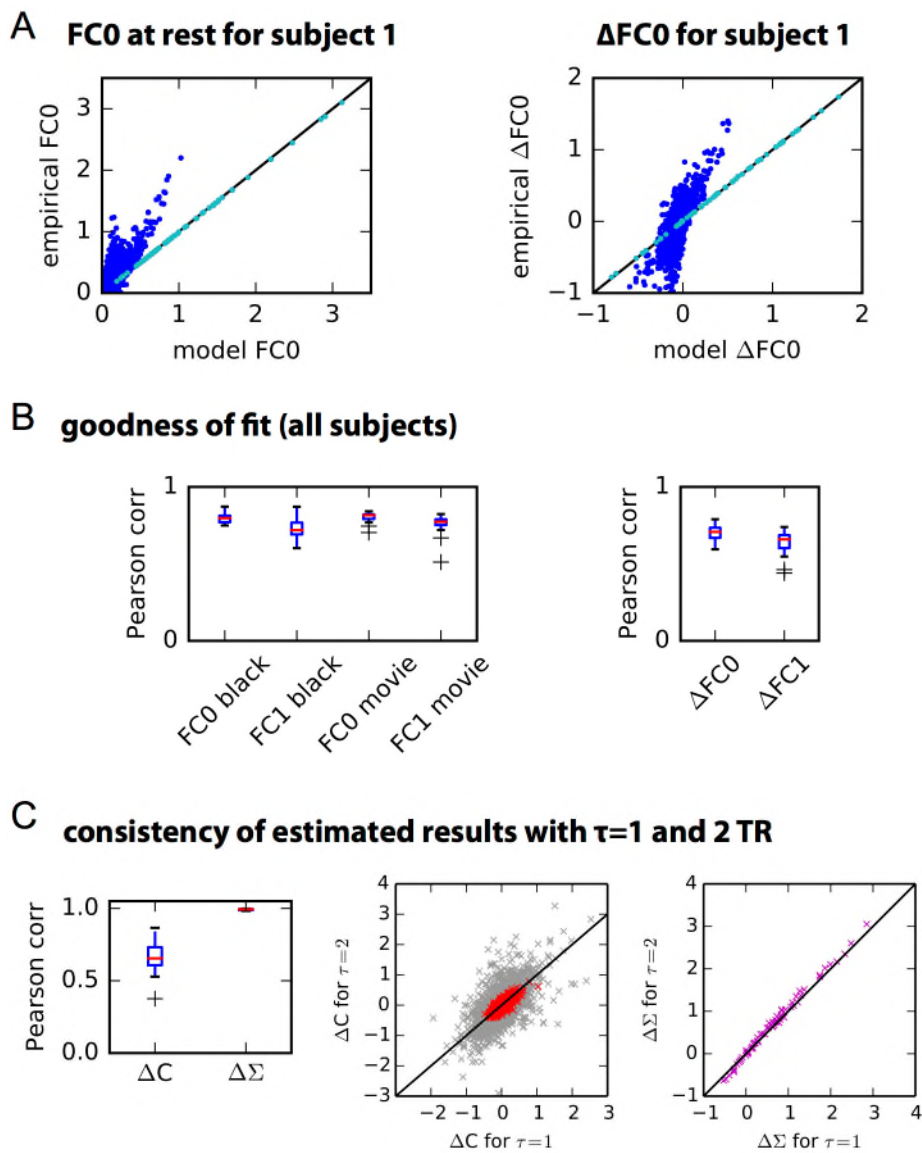 A
FC0 at rest for subject 1
ΔFC0 for subject 1
empirical FC0
3
2
1
0
0 1 2 3
model FC0
empirical ΔFC0
2
1
0
−1
−1 0 1 2
model ΔFC0
B
goodness of fit (all subjects)
Pearson corr
1
0
FC0 black
FC1 black
FC0 movie
FC1 movie
Pearson corr
1
0
ΔFC0
ΔFC1
C
consistency of estimated results with τ=1 and 2 TR
Pearson corr
1.0
0.5
0.0
ΔC ΔΣ
ΔC for τ=2
4
3
2
1
0
−1
−2
−3
−2 −1 0 1 2 3
ΔC for τ=1
ΔΣ for τ=2
4
3
2
1
0
−1
−1 0 1 2 3 4
ΔΣ for τ=1